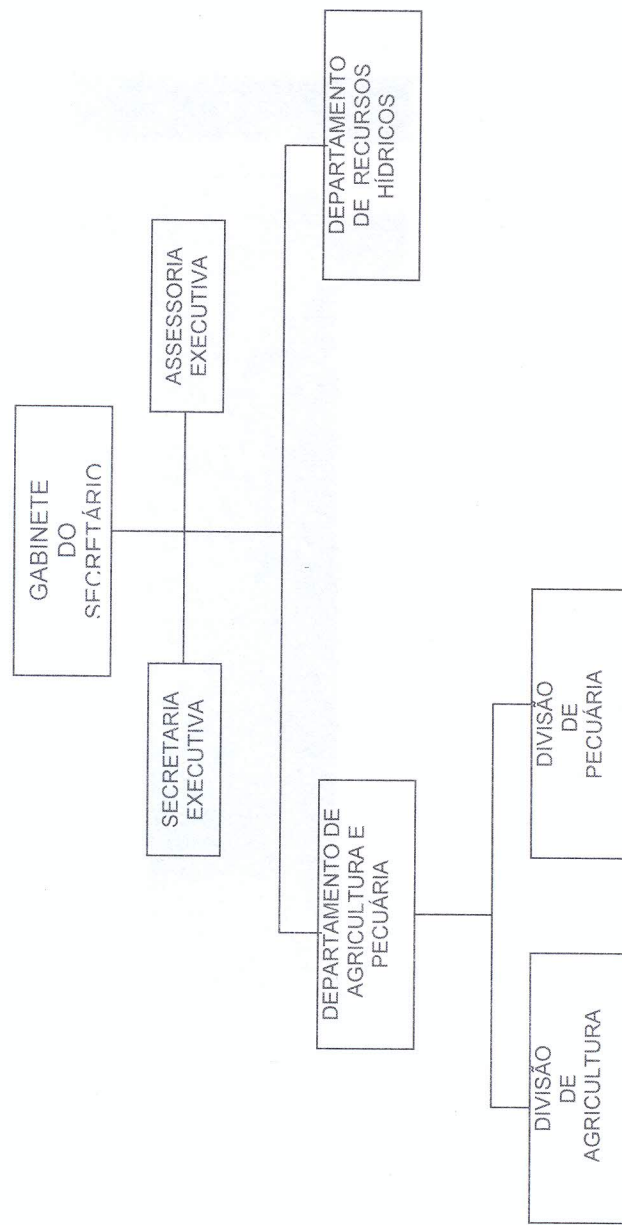 GABINETE
DO
SECRETÁRIO
SECRETARIA
EXECUTIVA
ASSESSORIA
EXECUTIVA
DEPARTAMENTO DE
AGRICULTURA E
PECUÁRIA
DEPARTAMENTO
DE RECURSOS
HÍDRICOS
DIVISÃO
DE
AGRICULTURA
DIVISÃO
DE
PECUÁRIA